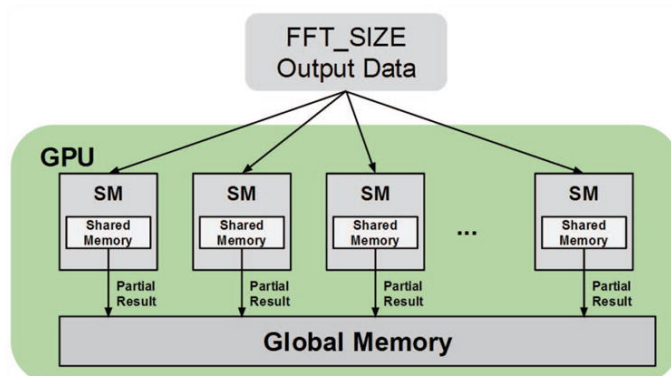 FFT_SIZE
Output Data
GPU
SM
SM
SM
SM
Shared
Memory
Shared
Memory
Shared
Memory
...
Shared
Memory
Partial
Result
Partial
Result
Partial
Result
Partial
Result
Global Memory